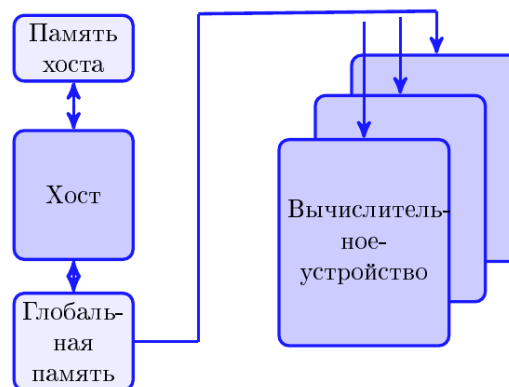 Память
хоста
Хост
Глобаль-
ная
память
Вычислитель-
ное-
устройство